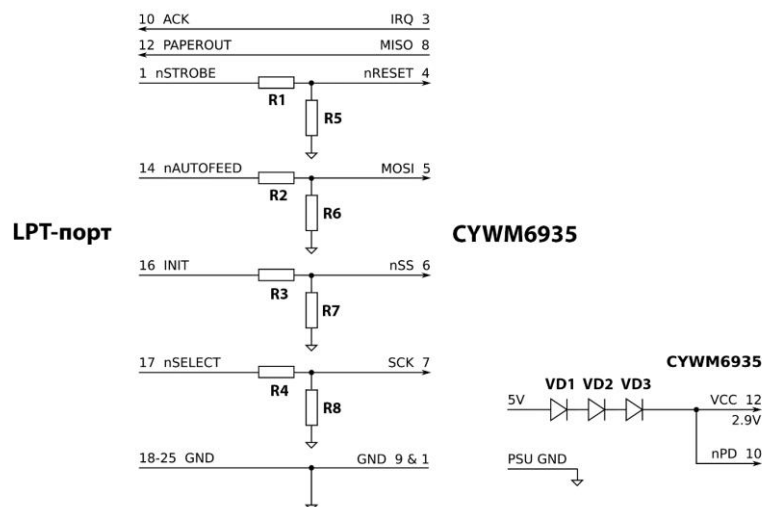 10 ACK IRQ 3
12 PAPEROUT MISO 8
1 nSTROBE nRESET 4
R1
R5
14 nAUTOFEED MOSI 5
R2
R6
LPT-порт CYWM6935
16 INIT nSS 6
R3
R7
17 nSELECT SCK 7
R4
R8
18-25 GND GND 9 & 1
CYWM6935
VD1 VD2 VD3
5V VCC 12
2.9V
PSU GND nPD 10